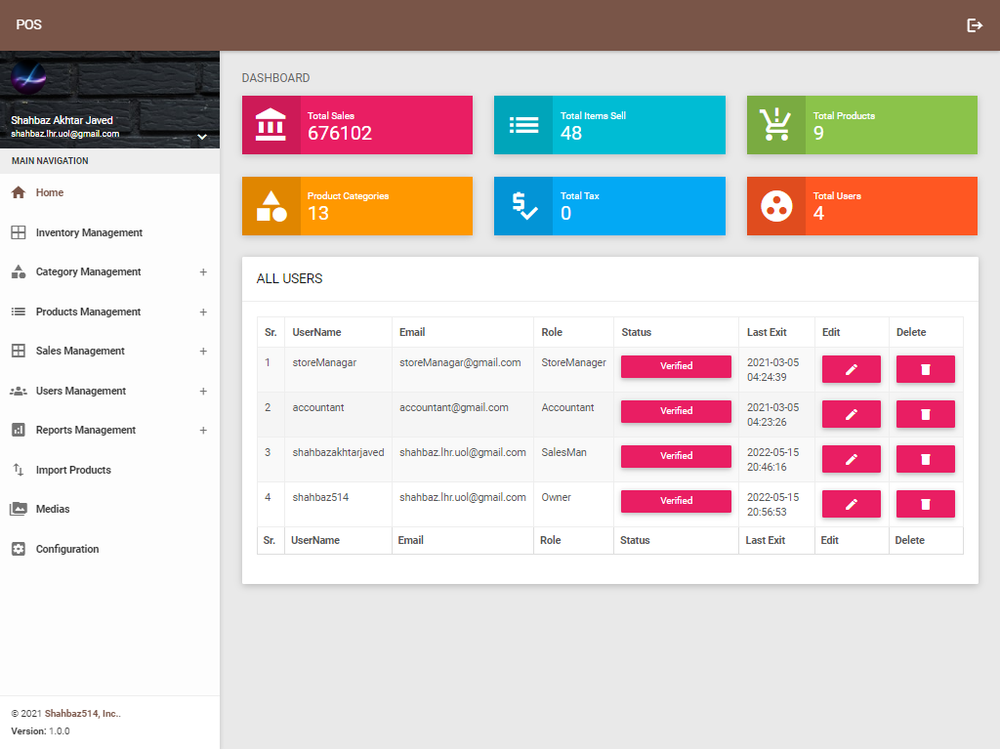 POS
Shahbaz Akhtar Javed
shahbaz.lhr.uol@gmail.com
MAIN NAVIGATION
Home
Inventory Management
Category Management +
Products Management +
Sales Management +
Users Management +
Reports Management +
Import Products
Medias
Configuration
© 2021 Shahbaz514, Inc..
Version: 1.0.0
DASHBOARD
Total Sales
676102
Total Items Sell
48
Total Products
9
Product Categories
13
Total Tax
0
Total Users
4
ALL USERS
Sr. UserName Email Role Status Last Exit Edit Delete
1 storeManagar storeManagar@gmail.com StoreManager Verified 2021-03-05
04:24:39
2 accountant accountant@gmail.com Accountant Verified 2021-03-05
04:23:26
3 shahbazakhtarjaved shahbaz.lhr.uol@gmail.com SalesMan Verified 2022-05-15
20:46:16
4 shahbaz514 shahbaz.lhr.uol@gmail.com Owner Verified 2022-05-15
20:56:53
Sr. UserName Email Role Status Last Exit Edit Delete